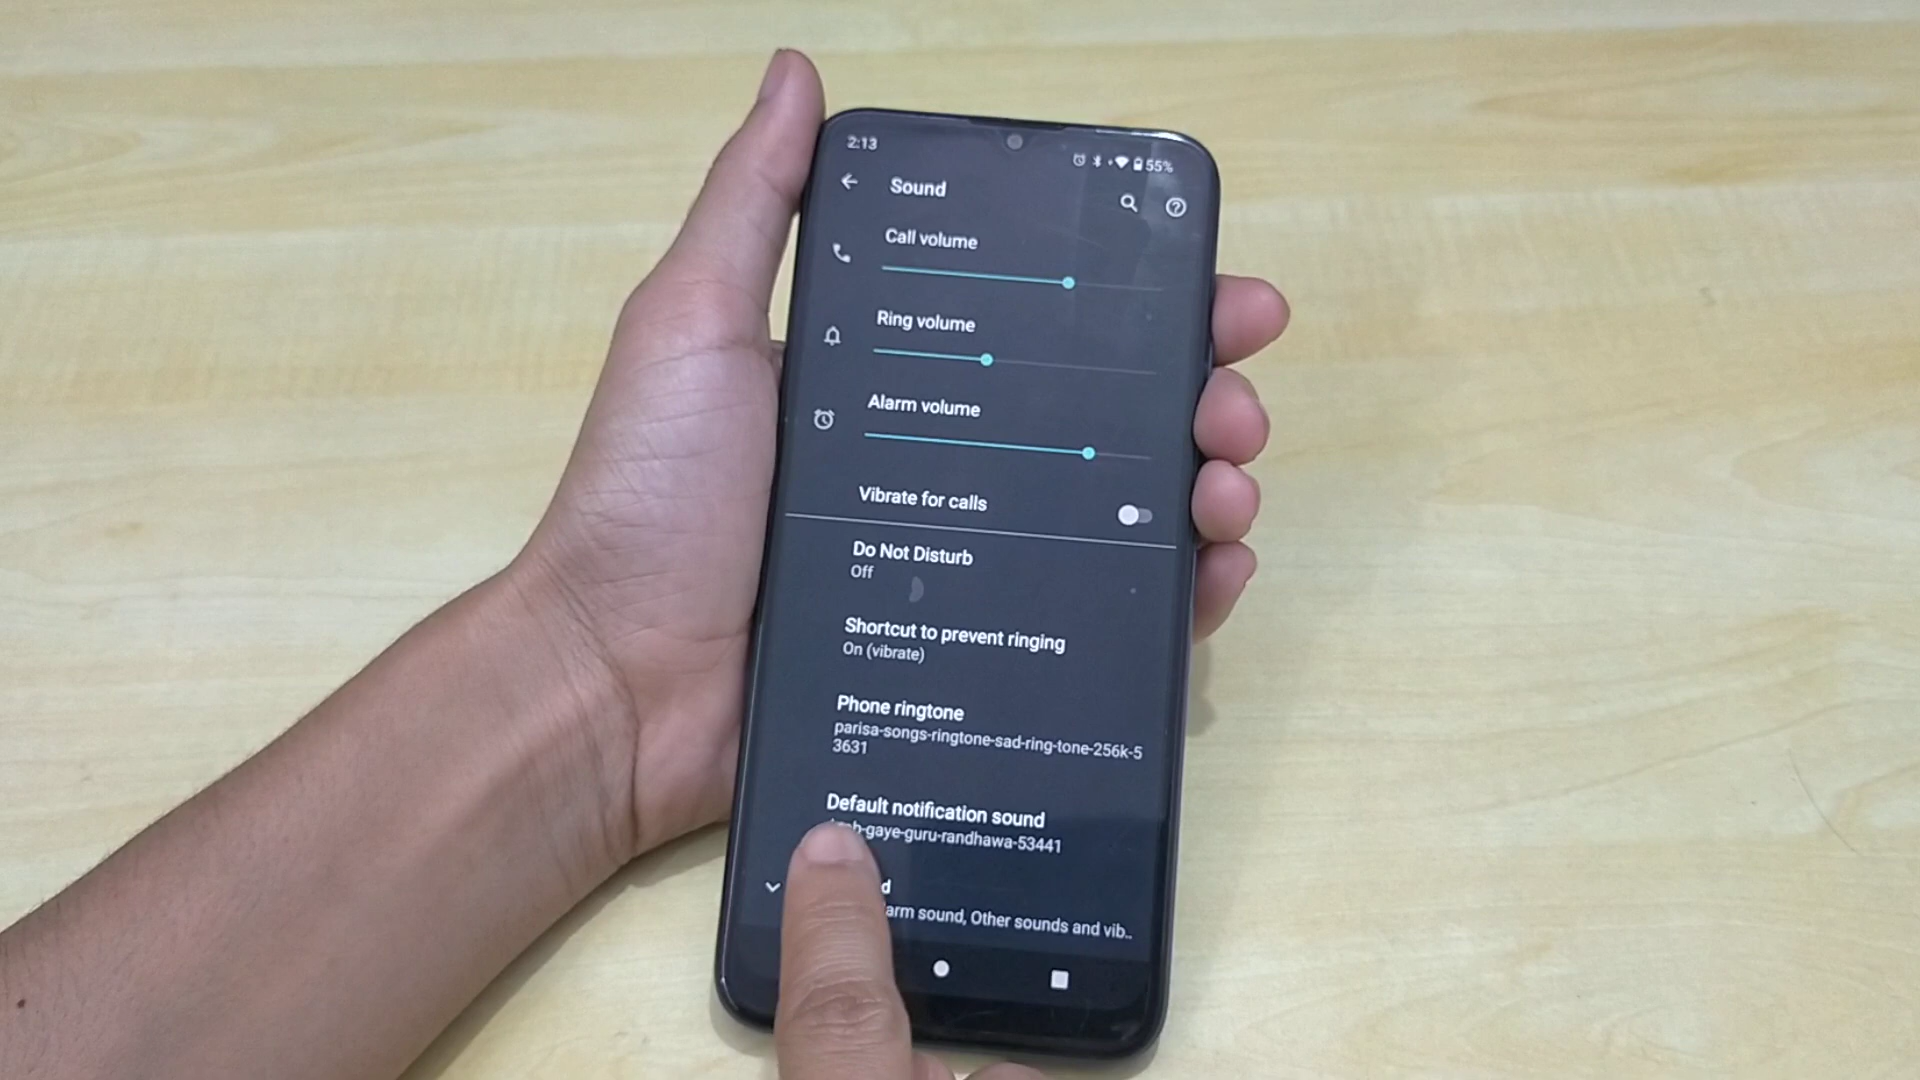 2:13
55%
Sound
Call volume
Ring volume
Alarm volume
Vibrate for calls
Do Not Disturb
Off
Shortcut to prevent ringing
On (vibrate)
Phone ringtone
parisa-songs-ringtone-sad-ring-tone-256k-5
3631
Default notification sound
-gaye-guru-randhawa-53441
sound, Other sounds and vib..